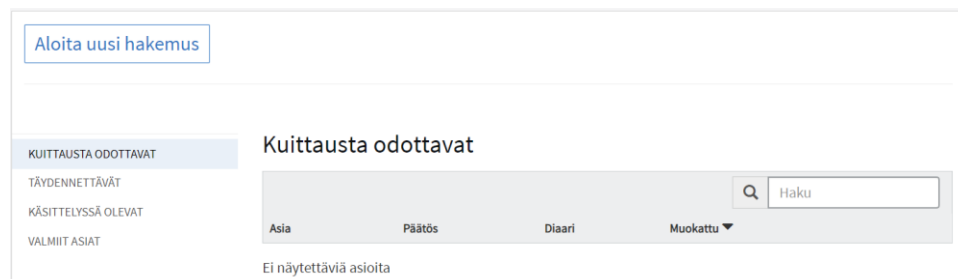 Aloita uusi hakemus
KUITTAUSTA ODOTTAVAT
TÄYDENNETTÄVÄT
KÄSITTELYSSÄ OLEVAT
VALMIIT ASIAT
Kuittausta odottavat
Haku
Asia Päätös Diaari Muokattu
Ei näytettäviä asioita